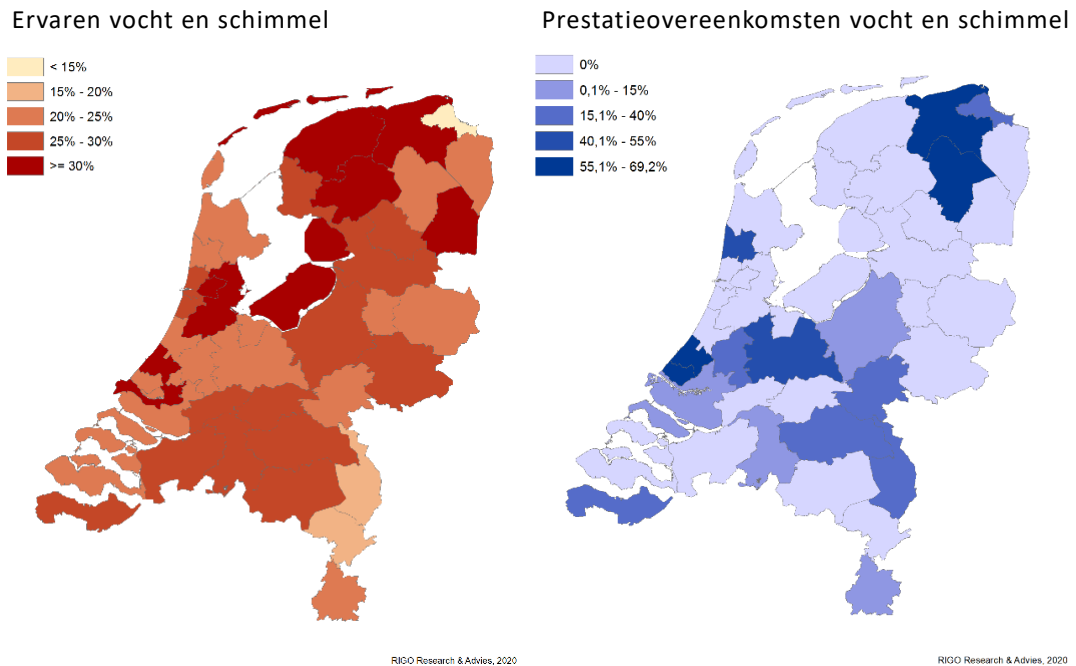 Ervaren vocht en schimmel
< 15%
15% - 20%
20% - 25%
25% - 30%
>= 30%
RIGO Research & Advies, 2020
Prestatieovereenkomsten vocht en schimmel
0%
0,1% - 15%
15,1% - 40%
40,1% - 55%
55,1% - 69,2%
RIGO Research & Advies, 2020